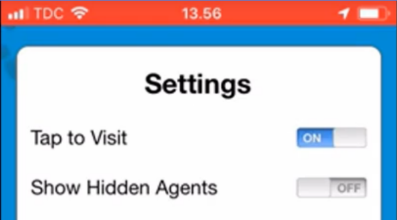 TDC 13.56
Settings
Tap to Visit ON
Show Hidden Agents OFF